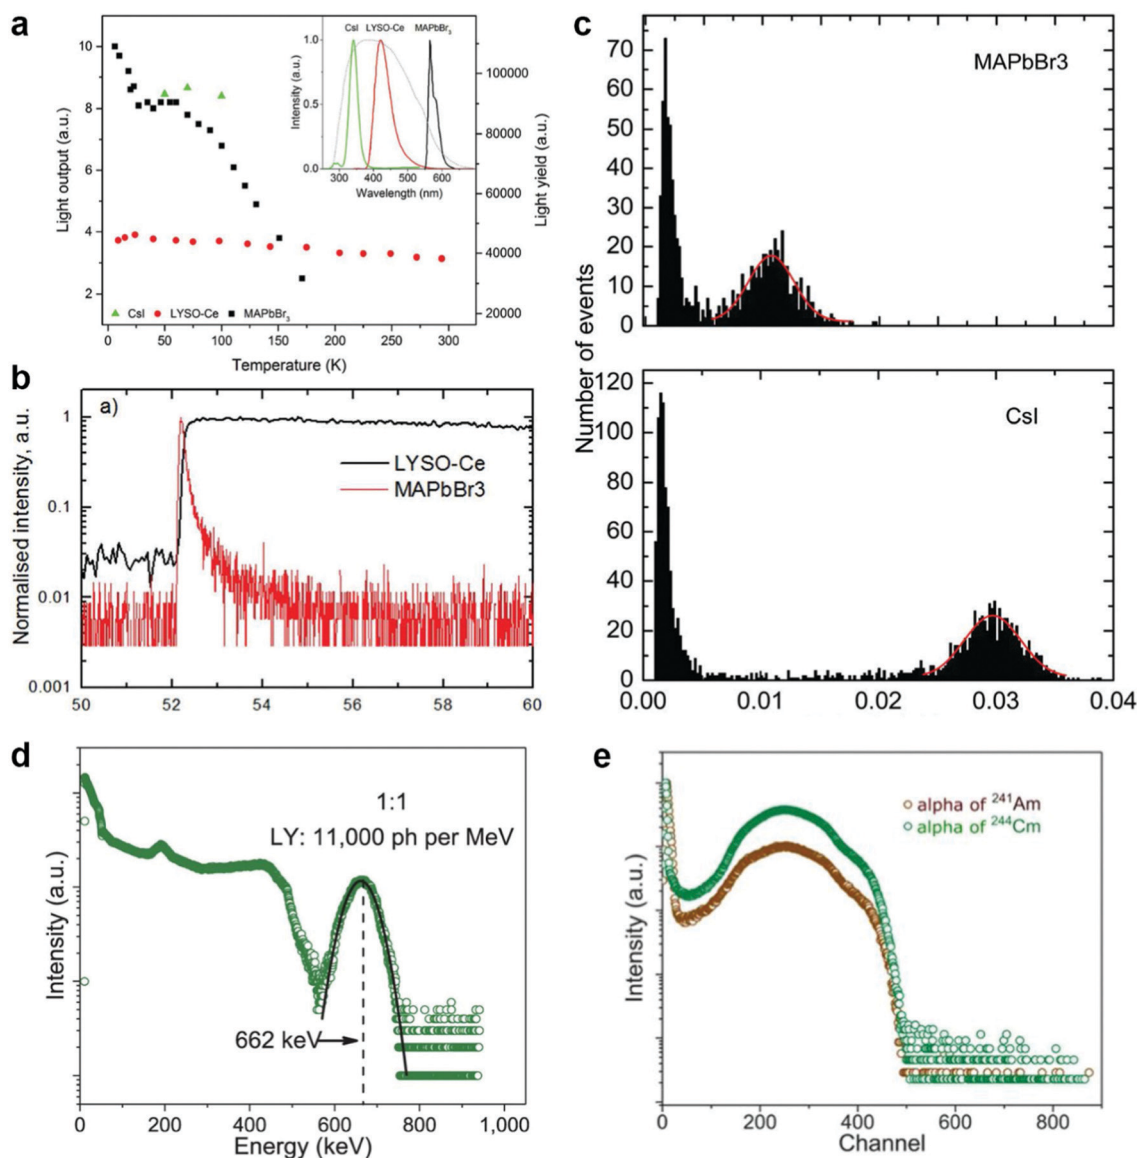 a
10
8
6
4
2
Light output (a.u.)
0
50
100
150
200
250
300
Temperature (K)
100000
80000
60000
40000
20000
Light yield (a.u.)
CsI LYSO-Ce MAPbBr3
CsI LYSO-Ce MAPbBr₃
1.0
0.5
0.0
Intensity (a.u.)
300 400 500 600
Wavelength (nm)
b
a)
1
0.1
0.01
0.001
Normalised intensity, a.u.
LYSO-Ce
MAPbBr3
50 52 54 56 58 60
c
MAPbBr3
70
60
50
40
30
20
10
0
Number of events
CsI
120
100
80
60
40
20
0
0.00 0.01 0.02 0.03 0.04
d
1:1
LY: 11,000 ph per MeV
662 keV
Intensity (a.u.)
0 200 400 600 800 1,000
Energy (keV)
e
alpha of ²⁴¹Am
alpha of ²⁴⁴Cm
Intensity (a.u.)
0 200 400 600 800
Channel